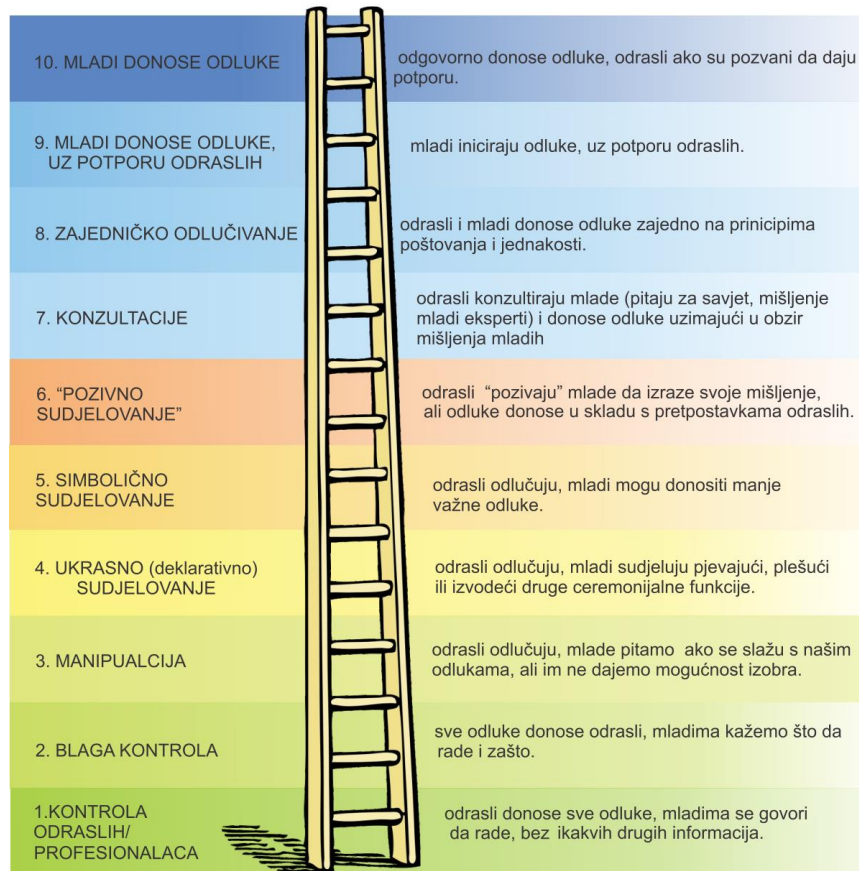 10. MLADI DONOSE ODLUKE
odgovorno donose odluke, odrasli ako su pozvani da daju
potporu.
9. MLADI DONOSE ODLUKE,
UZ POTPORU ODRASLIH
mladi iniciraju odluke, uz potporu odraslih.
8. ZAJEDNIČKO ODLUČIVANJE
odrasli i mladi donose odluke zajedno na prinicipima
poštovanja i jednakosti.
7. KONZULTACIJE
odrasli konzultiraju mlade (pitaju za savjet, mišljenje
mladi eksperti) i donose odluke uzimajući u obzir
mišljenja mladih
6. “POZIVNO
SUDJELOVANJE”
odrasli “pozivaju” mlade da izraze svoje mišljenje,
ali odluke donose u skladu s pretpostavkama odraslih.
5. SIMBOLIČNO
SUDJELOVANJE
odrasli odlučuju, mladi mogu donositi manje
važne odluke.
4. UKRASNO (deklarativno)
SUDJELOVANJE
odrasli odlučuju, mladi sudjeluju pjevajući, plešući
ili izvodeći druge ceremonijalne funkcije.
3. MANIPUALCIJA
odrasli odlučuju, mlade pitamo ako se slažu s našim
odlukama, ali im ne dajemo mogućnost izobra.
2. BLAGA KONTROLA
sve odluke donose odrasli, mladima kažemo što da
rade i zašto.
1.KONTROLA
ODRASLIH/
PROFESIONALACA
odrasli donose sve odluke, mladima se govori
da rade, bez ikakvih drugih informacija.